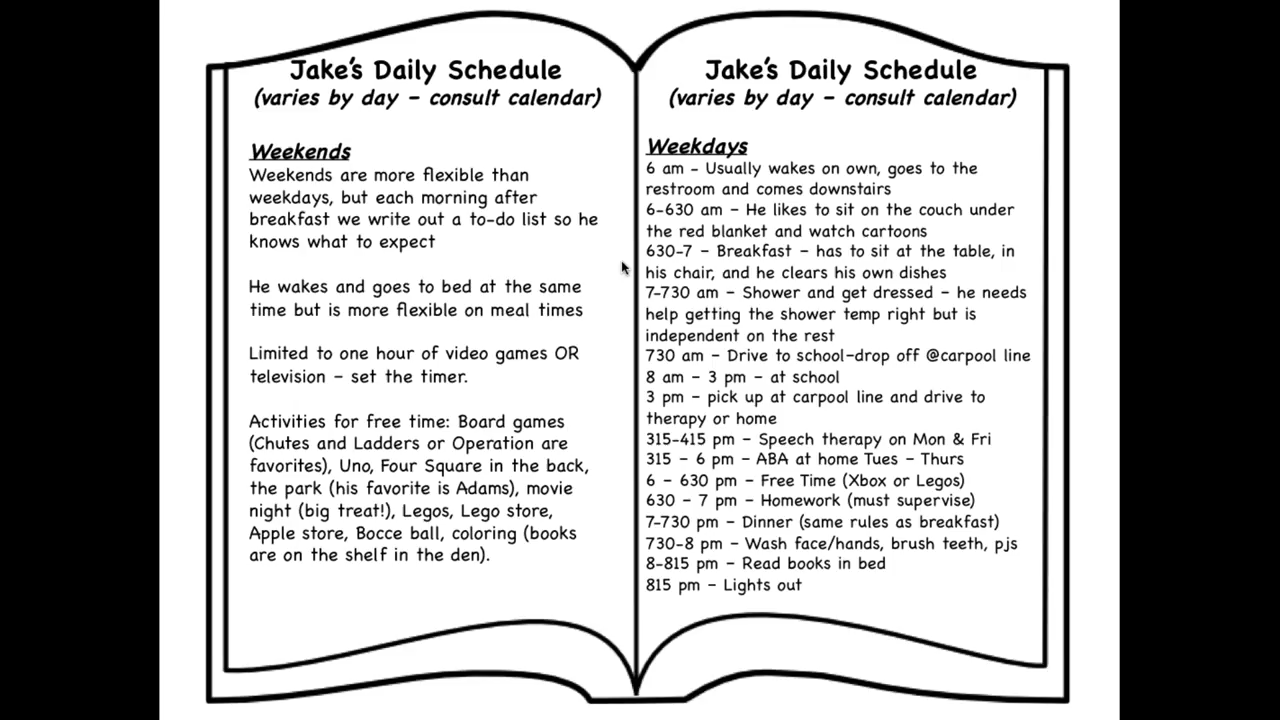 Jake's Daily Schedule
(varies by day – consult calendar)
Weekends
Weekends are more flexible than
weekdays, but each morning after
breakfast we write out a to-do list so he
knows what to expect
He wakes and goes to bed at the same
time but is more flexible on meal times
Limited to one hour of video games OR
television – set the timer.
Activities for free time: Board games
(Chutes and Ladders or Operation are
favorites), Uno, Four Square in the back,
the park (his favorite is Adams), movie
night (big treat!), Legos, Lego store,
Apple store, Bocce ball, coloring (books
are on the shelf in the den).
Jake's Daily Schedule
(varies by day – consult calendar)
Weekdays
6 am - Usually wakes on own, goes to the
restroom and comes downstairs
6-630 am – He likes to sit on the couch under
the red blanket and watch cartoons
630-7 – Breakfast – has to sit at the table, in
his chair, and he clears his own dishes
7-730 am – Shower and get dressed – he needs
help getting the shower temp right but is
independent on the rest
730 am – Drive to school-drop off @carpool line
8 am – 3 pm – at school
3 pm – pick up at carpool line and drive to
therapy or home
315-415 pm – Speech therapy on Mon & Fri
315 – 6 pm – ABA at home Tues – Thurs
6 – 630 pm – Free Time (Xbox or Legos)
630 – 7 pm – Homework (must supervise)
7-730 pm – Dinner (same rules as breakfast)
730-8 pm – Wash face/hands, brush teeth, pjs
8-815 pm – Read books in bed
815 pm – Lights out